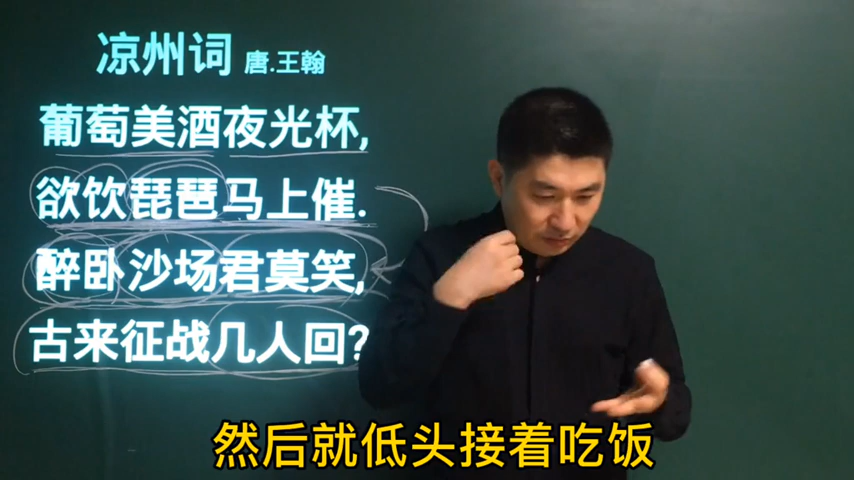 凉州词 唐.王翰
葡萄美酒夜光杯,
欲饮琵琶马上催.
醉卧沙场君莫笑,
古来征战几人回?
然后就低头接着吃饭